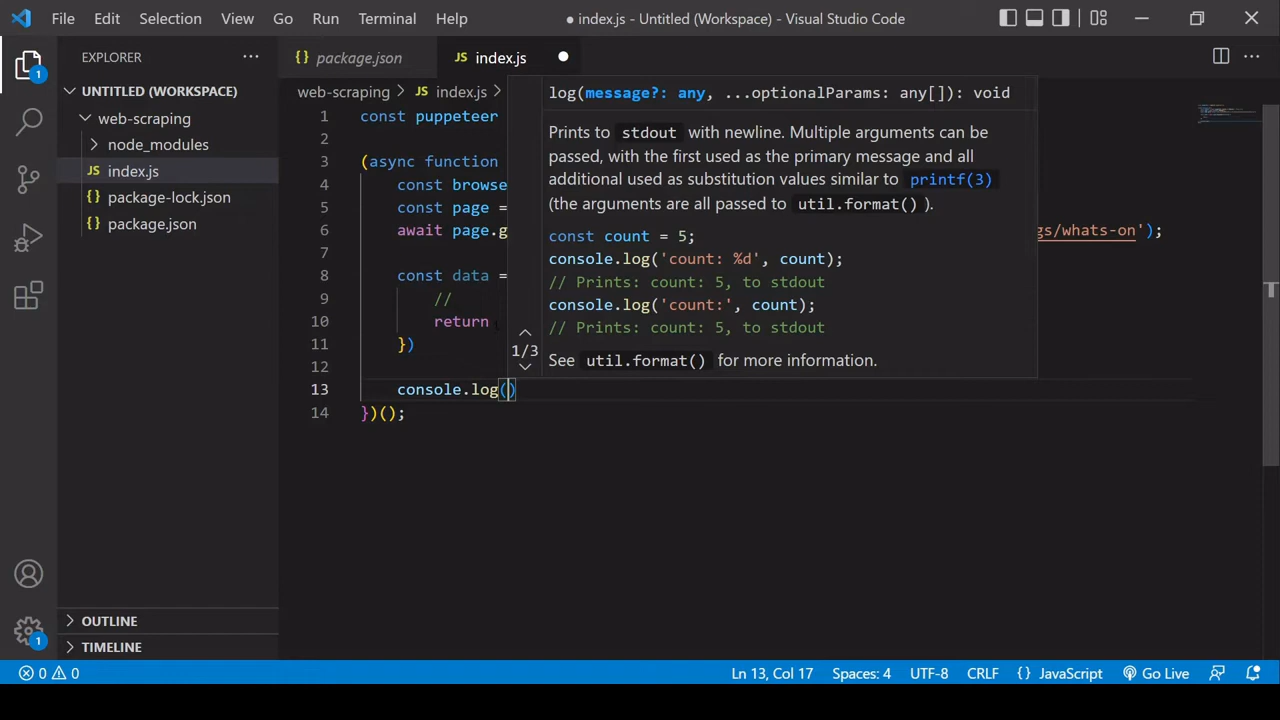 File Edit Selection View Go Run Terminal Help
● index.js - Untitled (Workspace) - Visual Studio Code
EXPLORER
{} package.json
JS index.js
1
UNTITLED (WORKSPACE)
web-scraping
node_modules
JS index.js
{} package-lock.json
{} package.json
web-scraping > JS index.js >
1 const puppeteer
2
3 (async function
4 const browse
5 const page =
6 await page.g gs/whats-on');
7
8 const data =
9 //
10 return
11 })
12
13 console.log()
14 })();
log(message?: any, ...optionalParams: any[]): void
Prints to stdout with newline. Multiple arguments can be
passed, with the first used as the primary message and all
additional used as substitution values similar to printf(3)
(the arguments are all passed to util.format() ).
const count = 5;
console.log('count: %d', count);
// Prints: count: 5, to stdout
console.log('count:', count);
// Prints: count: 5, to stdout
1/3
See util.format() for more information.
OUTLINE
1
TIMELINE
0 0
Ln 13, Col 17 Spaces: 4 UTF-8 CRLF {} JavaScript Go Live